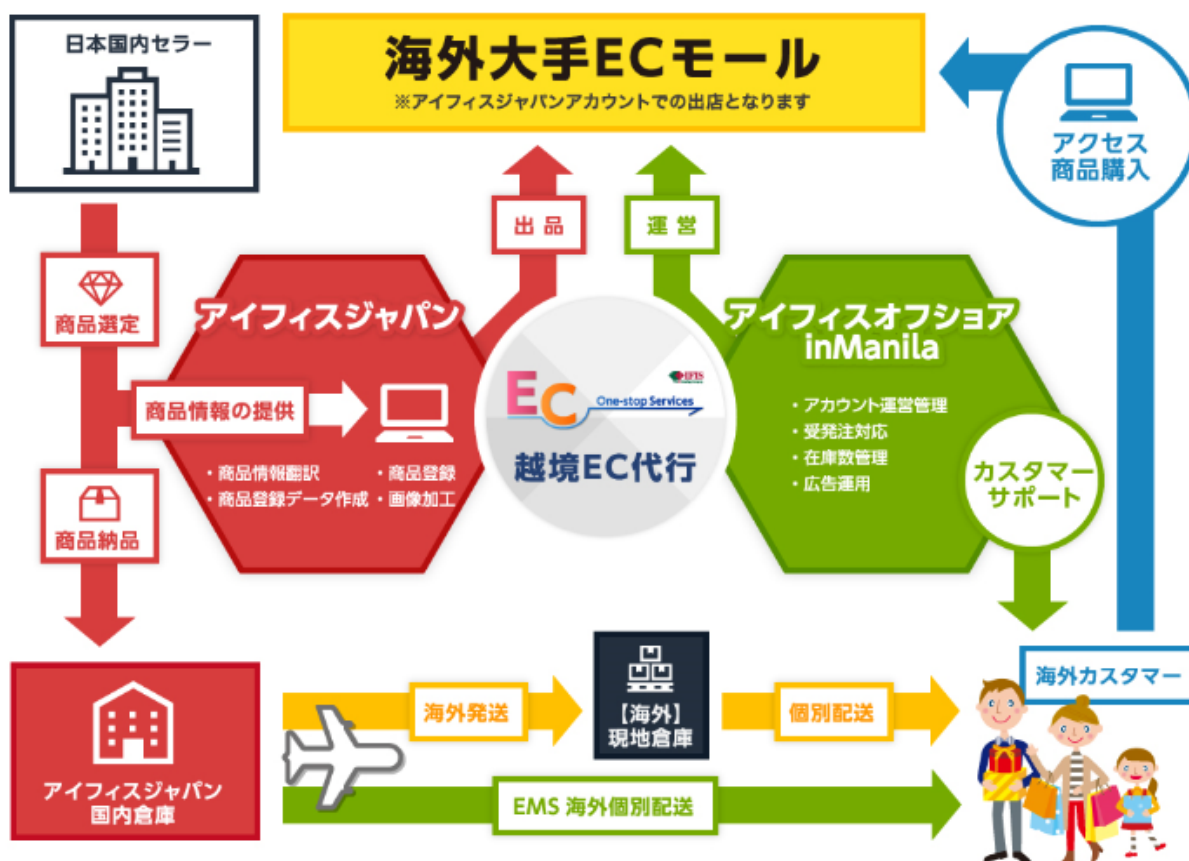 日本国内セラー
海外大手ECモール
※アイフィスジャパンアカウントでの出店となります
アクセス
商品購入
出品
運営
商品選定
アイフィスジャパン
アイフィスオフショア
inManila
商品情報の提供
・商品情報翻訳
・商品登録
・商品登録データ作成
・画像加工
EC
One-stop Services
IFIS
越境EC代行
・アカウント運営管理
・受発注対応
・在庫数管理
・広告運用
カスタマー
サポート
商品納品
海外カスタマー
海外発送
【海外】
現地倉庫
個別配送
アイフィスジャパン
国内倉庫
EMS 海外個別配送